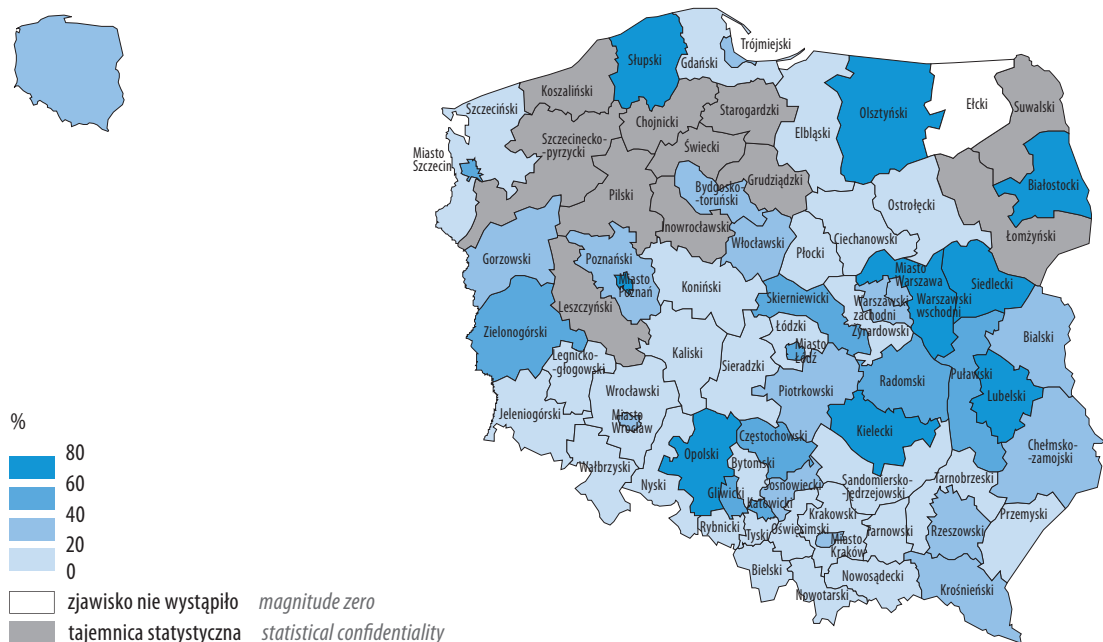 Trójmiejski
Słupski
Gdański
Koszaliński
Ełcki
Suwalski
Szczeciński
Chojnicki
Starogardzki
Olsztyński
Elbląski
Szczecinecko-
-pyrzycki
Świecki
Miasto
Szczecin
Grudziądzki
Białostocki
Bydgosko-
-toruński
Pilski
Ostrołęcki
Inowrocławski
Łomżyński
Włocławski
Ciechanowski
Płocki
Gorzowski
Poznański
Miasto
Warszawa
Miasto
Poznań
Koniński
Siedlecki
Leszczyński
Skierniewicki
Warszawski
zachodni
Warszawski
wschodni
Zielonogórski
Łódzki
Żyrardowski
Bialski
Miasto
Łódź
Legnicko-
-głogowski
Kaliski
Sieradzki
Puławski
Radomski
Piotrkowski
Wrocławski
Lubelski
Jeleniogórski
Miasto
Wrocław
Częstochowski
Kielecki
Chełmsko-
-zamojski
Opolski
Bytomski
Wałbrzyski
Nyski
Sosnowiecki
Sandomiersko-
-jędrzejowski
Tarnobrzeski
Gliwicki
Katowicki
Rybnicki
Tyski
Oświęcimski
Krakowski
Miasto
Kraków
Tarnowski
Rzeszowski
Przemyski
Bielski
Nowosądecki
Nowotarski
Krośnieński
%
80
60
40
20
0
zjawisko nie wystąpiło magnitude zero
tajemnica statystyczna statistical confidentiality